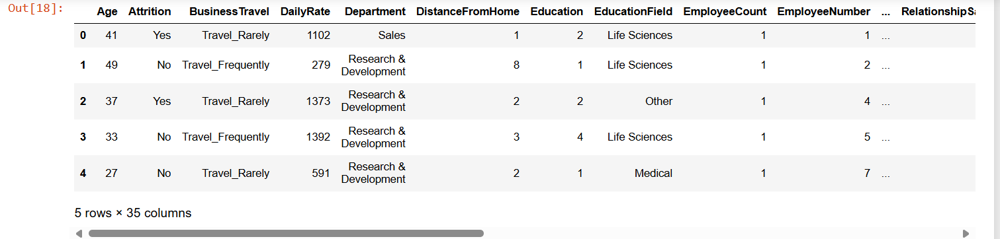 Out[18]:
Age Attrition BusinessTravel DailyRate Department DistanceFromHome Education EducationField EmployeeCount EmployeeNumber ...
0 41 Yes Travel_Rarely 1102 Sales 1 2 Life Sciences 1 1 ...
1 49 No Travel_Frequently 279 Research & Development 8 1 Life Sciences 1 2 ...
2 37 Yes Travel_Rarely 1373 Research & Development 2 2 Other 1 4 ...
3 33 No Travel_Frequently 1392 Research & Development 3 4 Life Sciences 1 5 ...
4 27 No Travel_Rarely 591 Research & Development 2 1 Medical 1 7 ...
5 rows × 35 columns